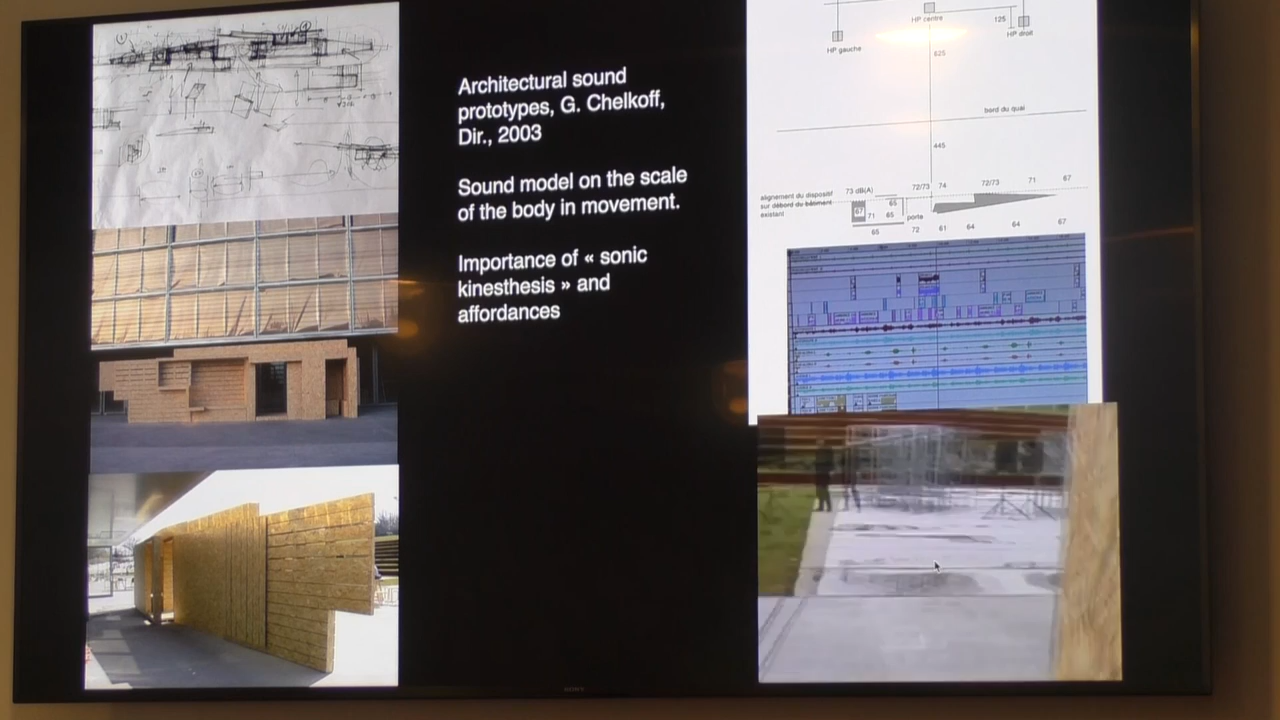 Architectural sound
prototypes, G. Chelkoff,
Dir., 2003
Sound model on the scale
of the body in movement.
Importance of « sonic
kinesthesis » and
affordances
HP centre
125
HP gauche
HP droit
625
bord du quai
445
alignement du dispositif
sur débord du bâtiment
existant
73 dB(A)
72/73
74
72/73
71
67
67
71
65
65
porte
65
72
61
64
64
67
SONY